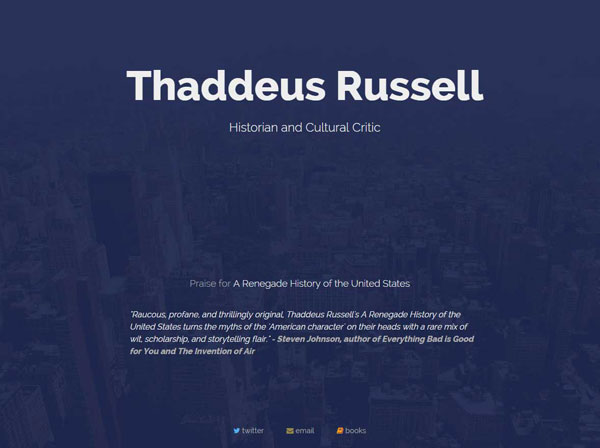 Thaddeus Russell
Historian and Cultural Critic
Praise for A Renegade History of the United States
"Raucous, profane, and thrillingly original, Thaddeus Russell's A Renegade History of the
United States turns the myths of the 'American character' on their heads with a rare mix of
wit, scholarship, and storytelling flair." - Steven Johnson, author of Everything Bad is Good
for You and The Invention of Air
twitter email books